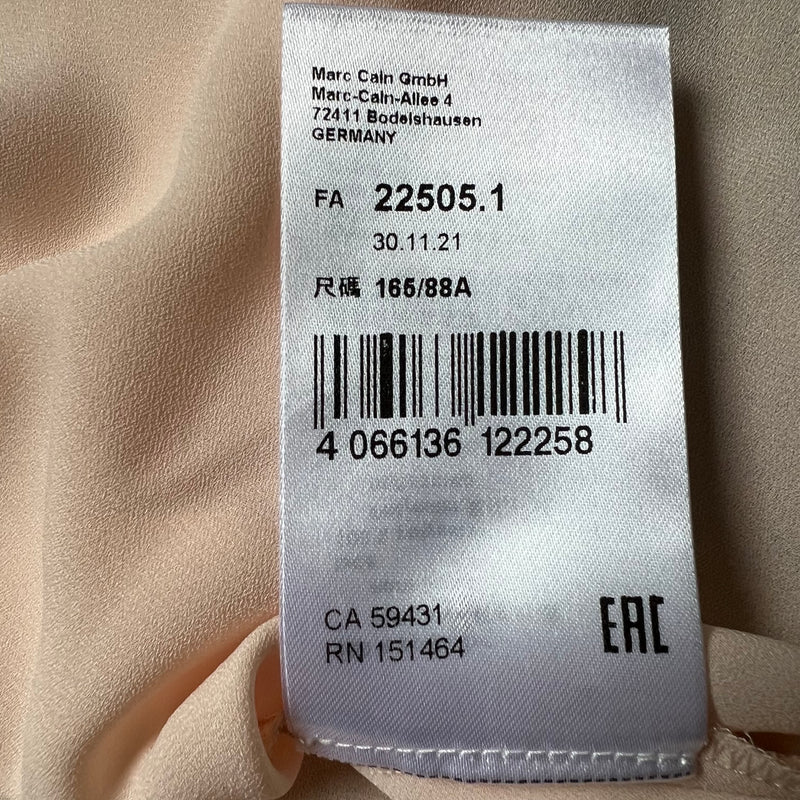 Marc Cain GmbH
Marc-Cain-Allee 4
72411 Bodelshausen
GERMANY
FA 22505.1
30.11.21
尺碼 165/88A
4 066136 122258
CA 59431
RN 151464
EAC